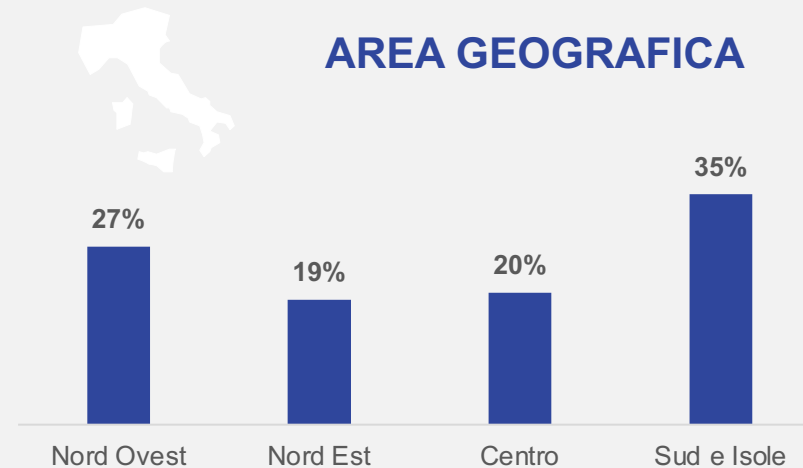 AREA GEOGRAFICA
27%
19%
20%
35%
Nord Ovest
Nord Est
Centro
Sud e Isole